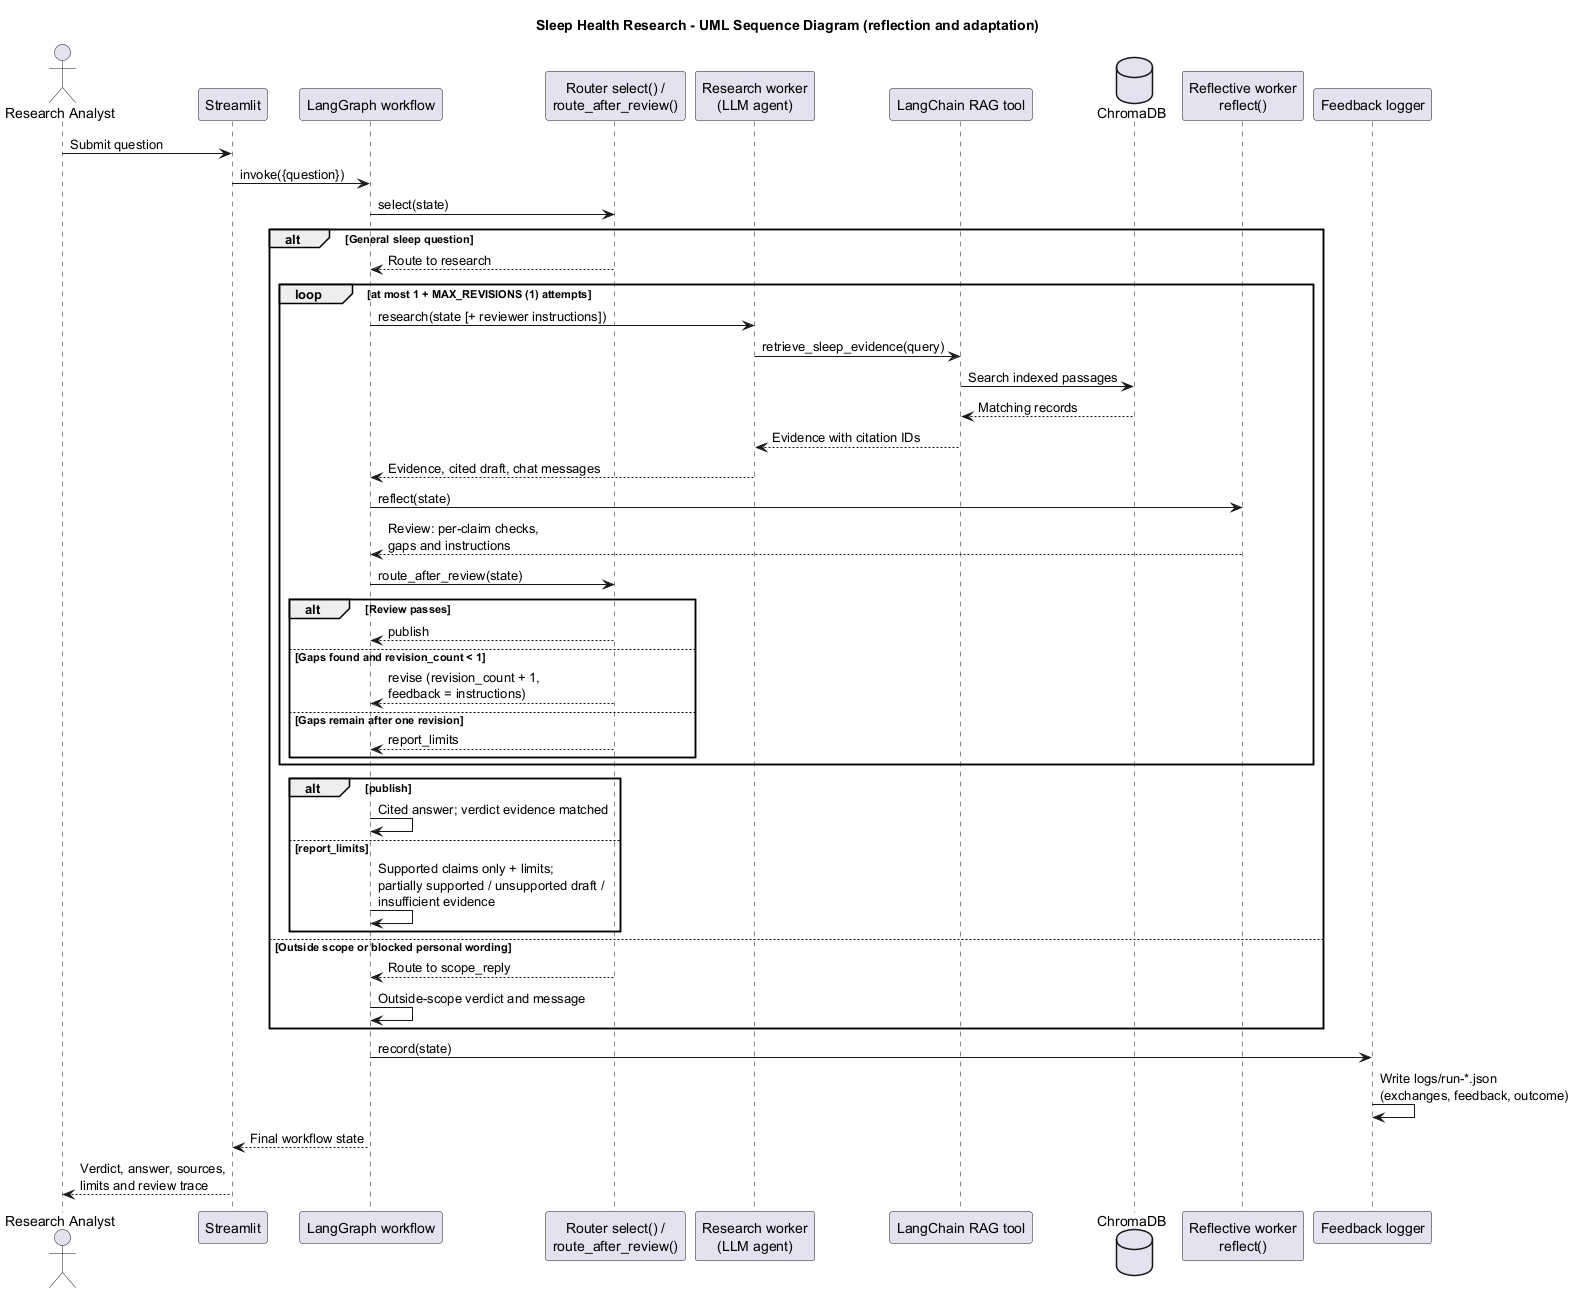 Sleep Health Research - UML Sequence Diagram (reflection and adaptation)
Research Analyst
Streamlit
LangGraph workflow
Router select() /
route_after_review()
Research worker
(LLM agent)
LangChain RAG tool
ChromaDB
Reflective worker
reflect()
Feedback logger
Submit question
invoke({question})
select(state)
alt
[General sleep question]
Route to research
loop
[at most 1 + MAX_REVISIONS (1) attempts]
research(state [+ reviewer instructions])
retrieve_sleep_evidence(query)
Search indexed passages
Matching records
Evidence with citation IDs
Evidence, cited draft, chat messages
reflect(state)
Review: per-claim checks,
gaps and instructions
route_after_review(state)
alt
[Review passes]
publish
[Gaps found and revision_count < 1]
revise (revision_count + 1,
feedback = instructions)
[Gaps remain after one revision]
report_limits
alt
[publish]
Cited answer; verdict evidence matched
[report_limits]
Supported claims only + limits;
partially supported / unsupported draft /
insufficient evidence
[Outside scope or blocked personal wording]
Route to scope_reply
Outside-scope verdict and message
record(state)
Write logs/run-*.json
(exchanges, feedback, outcome)
Final workflow state
Verdict, answer, sources,
limits and review trace
Research Analyst
Streamlit
LangGraph workflow
Router select() /
route_after_review()
Research worker
(LLM agent)
LangChain RAG tool
ChromaDB
Reflective worker
reflect()
Feedback logger